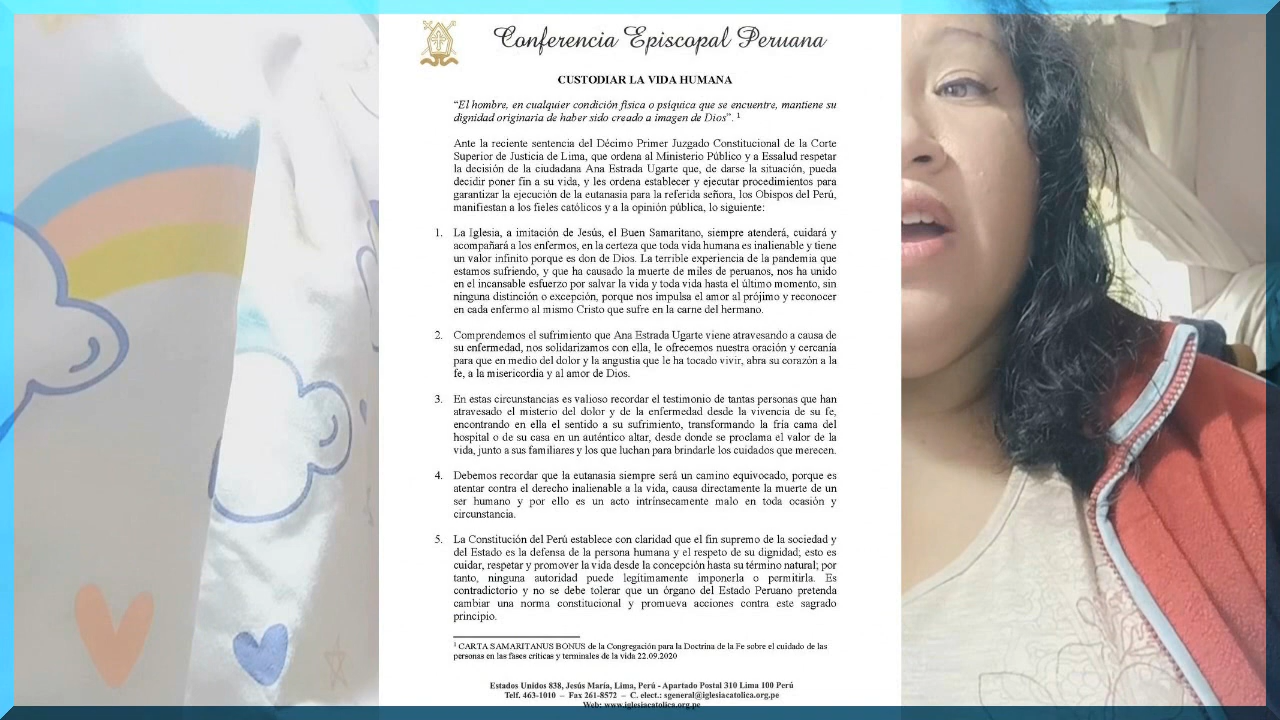 Conferencia Episcopal Peruana
CUSTODIAR LA VIDA HUMANA
“El hombre, en cualquier condición física o psíquica que se encuentre, mantiene su
dignidad originaria de haber sido creado a imagen de Dios”. 1
Ante la reciente sentencia del Décimo Primer Juzgado Constitucional de la Corte
Superior de Justicia de Lima, que ordena al Ministerio Público y a Essalud respetar
la decisión de la ciudadana Ana Estrada Ugarte que, de darse la situación, pueda
decidir poner fin a su vida, y les ordena establecer y ejecutar procedimientos para
garantizar la ejecución de la eutanasia para la referida señora, los Obispos del Perú,
manifiestan a los fieles católicos y a la opinión pública, lo siguiente:
1. La Iglesia, a imitación de Jesús, el Buen Samaritano, siempre atenderá, cuidará y
acompañará a los enfermos, en la certeza que toda vida humana es inalienable y tiene
un valor infinito porque es don de Dios. La terrible experiencia de la pandemia que
estamos sufriendo, y que ha causado la muerte de miles de peruanos, nos ha unido
en el incansable esfuerzo por salvar la vida y toda vida hasta el último momento, sin
ninguna distinción o excepción, porque nos impulsa el amor al prójimo y reconocer
en cada enfermo al mismo Cristo que sufre en la carne del hermano.
2. Comprendemos el sufrimiento que Ana Estrada Ugarte viene atravesando a causa de
su enfermedad, nos solidarizamos con ella, le ofrecemos nuestra oración y cercanía
para que en medio del dolor y la angustia que le ha tocado vivir, abra su corazón a la
fe, a la misericordia y al amor de Dios.
3. En estas circunstancias es valioso recordar el testimonio de tantas personas que han
atravesado el misterio del dolor y de la enfermedad desde la vivencia de su fe,
encontrando en ella el sentido a su sufrimiento, transformando la fría cama del
hospital o de su casa en un auténtico altar, desde donde se proclama el valor de la
vida, junto a sus familiares y los que luchan para brindarle los cuidados que merecen.
4. Debemos recordar que la eutanasia siempre será un camino equivocado, porque es
atentar contra el derecho inalienable a la vida, causa directamente la muerte de un
ser humano y por ello es un acto intrínsecamente malo en toda ocasión y
circunstancia.
5. La Constitución del Perú establece con claridad que el fin supremo de la sociedad y
del Estado es la defensa de la persona humana y el respeto de su dignidad; esto es
cuidar, respetar y promover la vida desde la concepción hasta su término natural; por
tanto, ninguna autoridad puede legítimamente imponerla o permitirla. Es
contradictorio y no se debe tolerar que un órgano del Estado Peruano pretenda
cambiar una norma constitucional y promueva acciones contra este sagrado
principio.
1 CARTA SAMARITANUS BONUS de la Congregación para la Doctrina de la Fe sobre el cuidado de las
personas en las fases críticas y terminales de la vida 22.09.2020
Estados Unidos 838, Jesús María, Lima, Perú - Apartado Postal 310 Lima 100 Perú
Telf. 463-1010 – Fax 261-8572 – C. elect.: sgeneral@iglesiacatolica.org.pe
Web: www.iglesiacatolica.org.pe